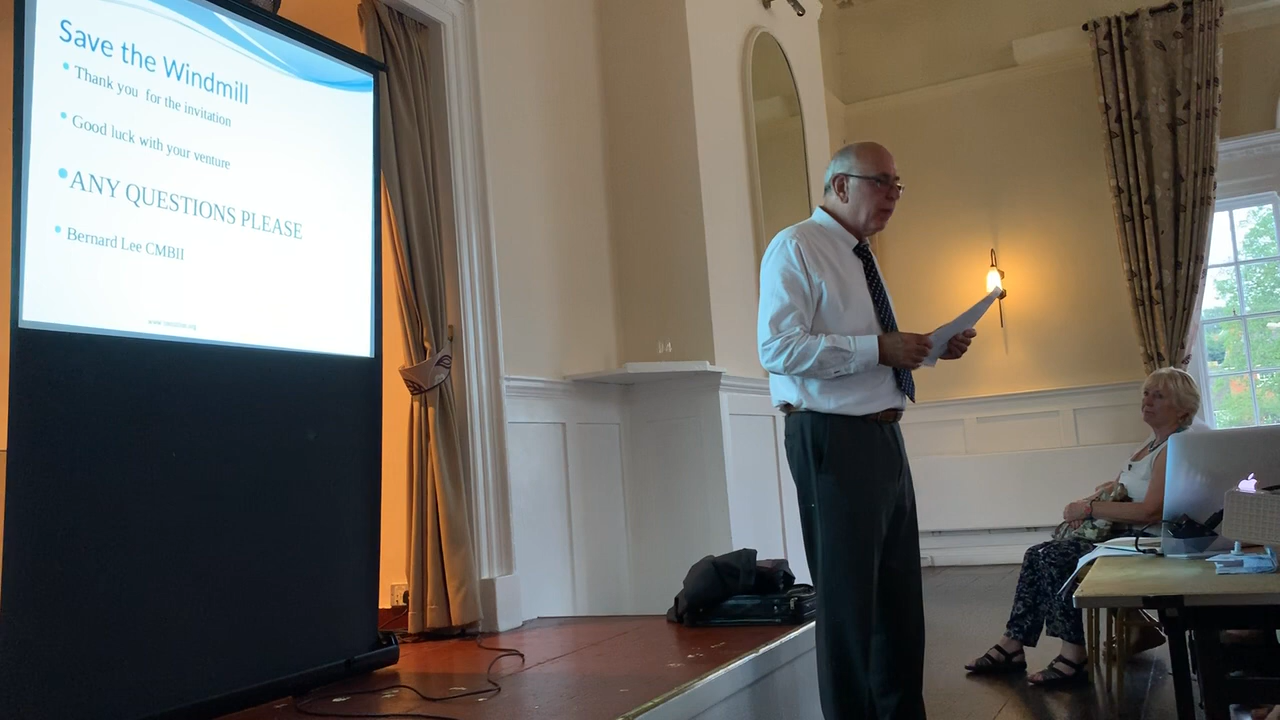 Save the Windmill
Thank you for the invitation
Good luck with your venture
ANY QUESTIONS PLEASE
Bernard Lee CMBII